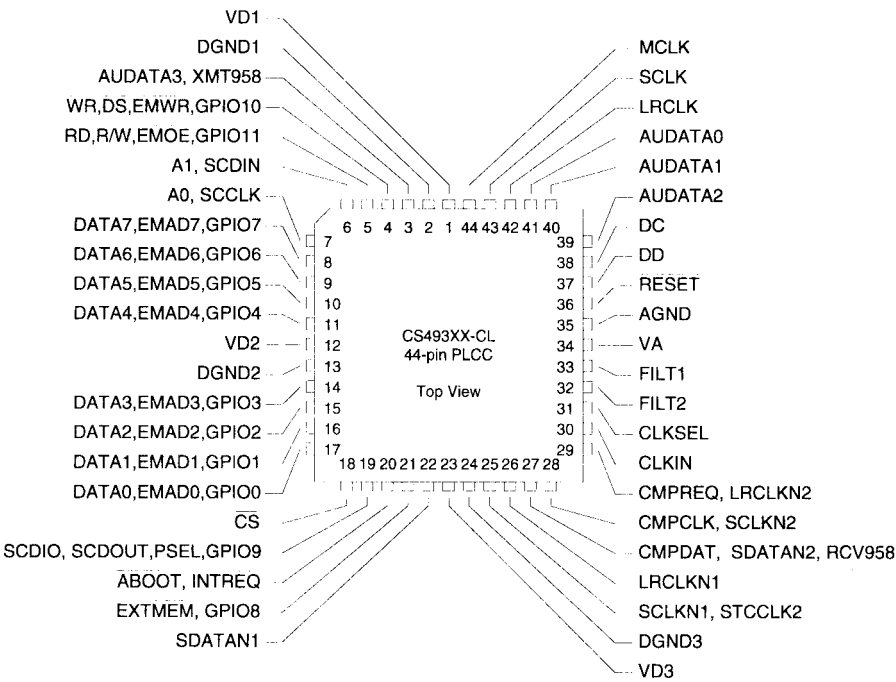 VD1
DGND1
AUDATA3, XMT958
WR,DS,EMWR,GPIO10
RD,R/W,EMOE,GPIO11
A1, SCDIN
A0, SCCLK
DATA7,EMAD7,GPIO7
DATA6,EMAD6,GPIO6
DATA5,EMAD5,GPIO5
DATA4,EMAD4,GPIO4
VD2
DGND2
DATA3,EMAD3,GPIO3
DATA2,EMAD2,GPIO2
DATA1,EMAD1,GPIO1
DATA0,EMAD0,GPIO0
CS
SCDIO, SCDOUT,PSEL,GPIO9
ABOOT, INTREQ
EXTMEM, GPIO8
SDATAN1
6 5 4 3 2 1 44 43 42 41 40
7
8
9
10
11
12
13
14
15
16
17
CS493XX-CL
44-pin PLCC
Top View
39
38
37
36
35
34
33
32
31
30
29
18 19 20 21 22 23 24 25 26 27 28
MCLK
SCLK
LRCLK
AUDATA0
AUDATA1
AUDATA2
DC
DD
RESET
AGND
VA
FILT1
FILT2
CLKSEL
CLKIN
CMPREQ, LRCLKN2
CMPCLK, SCLKN2
CMPDAT, SDATAN2, RCV958
LRCLKN1
SCLKN1, STCCLK2
DGND3
VD3